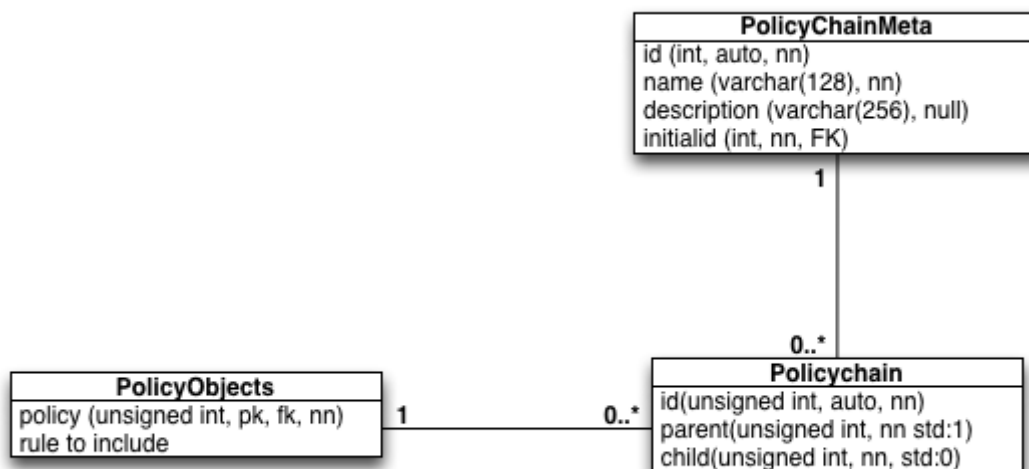 PolicyChainMeta
id (int, auto, nn)
name (varchar(128), nn)
description (varchar(256), null)
initialid (int, nn, FK)
1
0..*
PolicyObjects
policy (unsigned int, pk, fk, nn)
rule to include
1
0..*
Policychain
id(unsigned int, auto, nn)
parent(unsigned int, nn std:1)
child(unsigned int, nn, std:0)